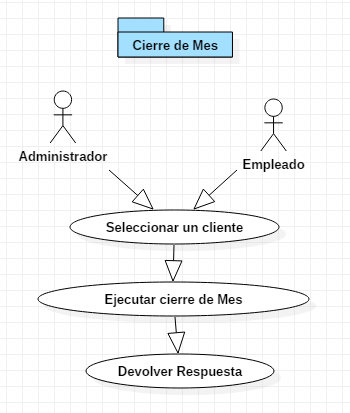 Cierre de Mes
Administrador
Empleado
Seleccionar un cliente
Ejecutar cierre de Mes
Devolver Respuesta